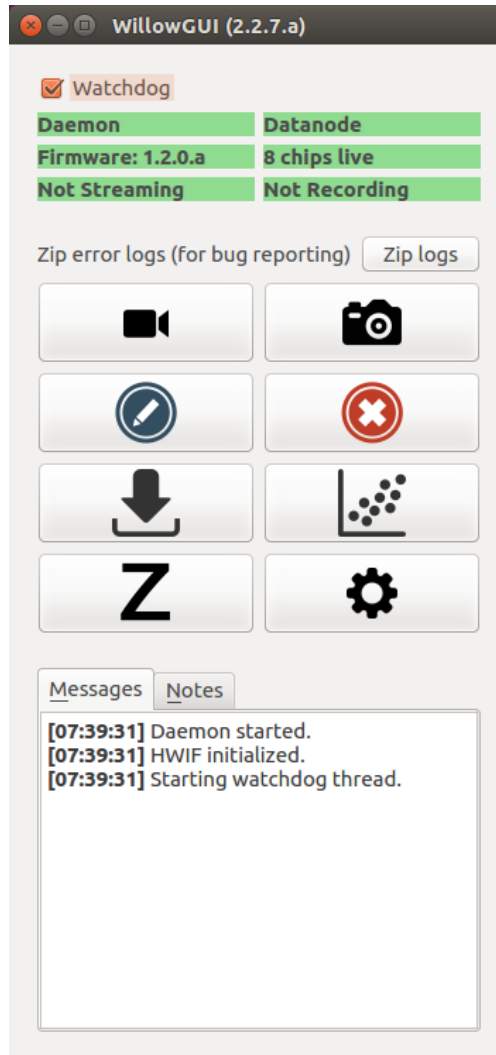 WillowGUI (2.2.7.a)
Watchdog
Daemon Datanode
Firmware: 1.2.0.a 8 chips live
Not Streaming Not Recording
Zip error logs (for bug reporting) Zip logs
Z
Messages Notes
[07:39:31] Daemon started.
[07:39:31] HWIF initialized.
[07:39:31] Starting watchdog thread.